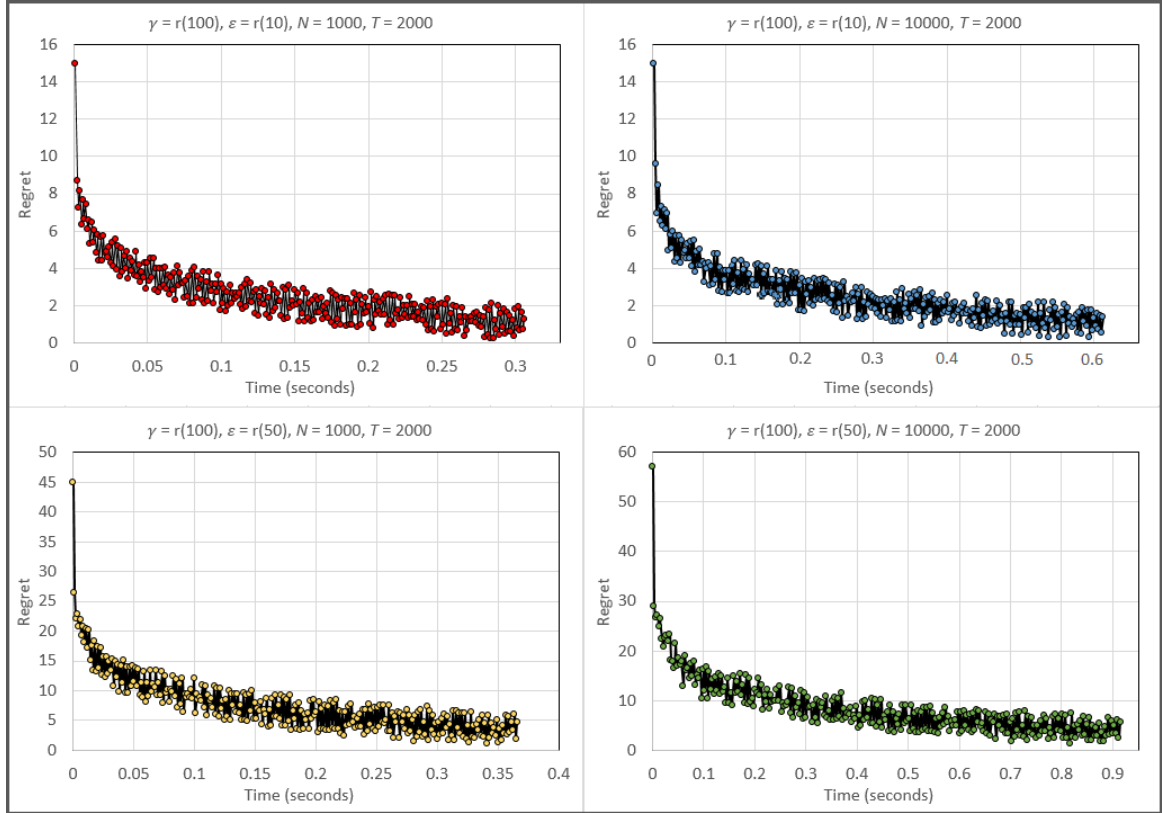 γ = r(100), ε = r(10), N = 1000, T = 2000
16
14
12
10
8
6
4
2
0
Regret
0 0.05 0.1 0.15 0.2 0.25 0.3
Time (seconds)
γ = r(100), ε = r(10), N = 10000, T = 2000
16
14
12
10
8
6
4
2
0
Regret
0 0.1 0.2 0.3 0.4 0.5 0.6
Time (seconds)
γ = r(100), ε = r(50), N = 1000, T = 2000
50
45
40
35
30
25
20
15
10
5
0
Regret
0 0.05 0.1 0.15 0.2 0.25 0.3 0.35 0.4
Time (seconds)
γ = r(100), ε = r(50), N = 10000, T = 2000
60
50
40
30
20
10
0
Regret
0 0.1 0.2 0.3 0.4 0.5 0.6 0.7 0.8 0.9
Time (seconds)